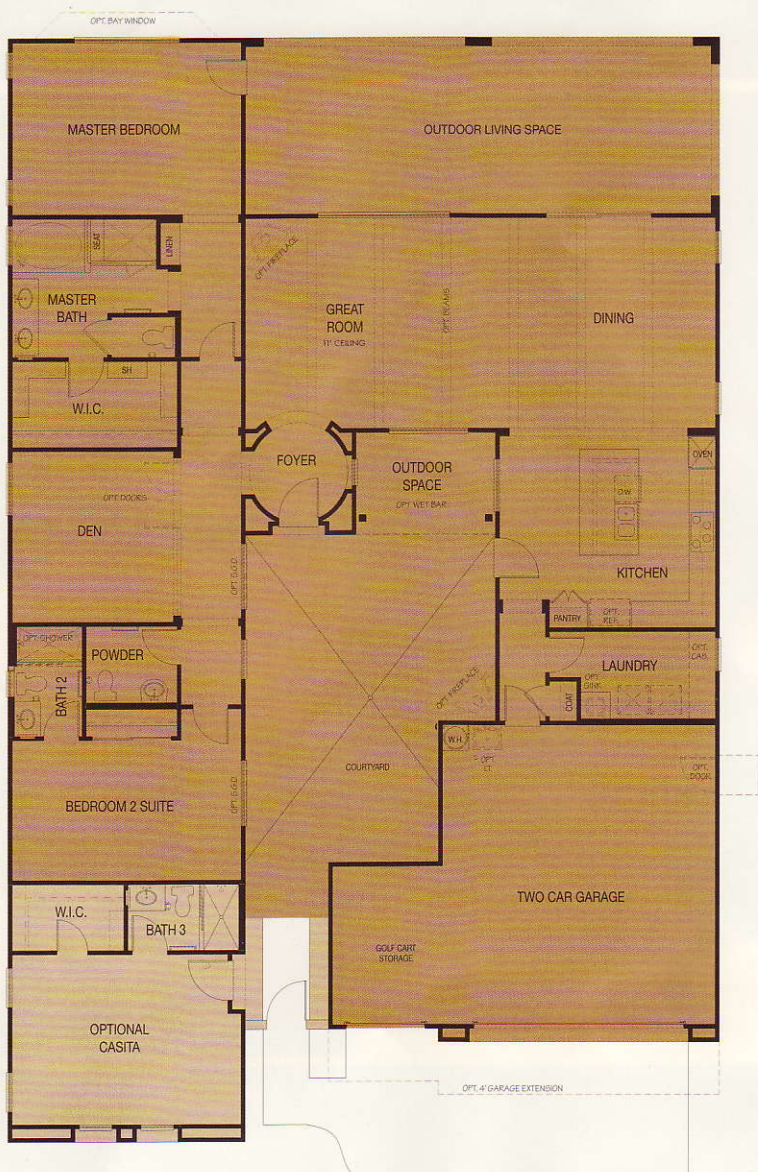 OPT. BAY WINDOW
MASTER BEDROOM
OUTDOOR LIVING SPACE
SEAT
LINEN
OPT. FIREPLACE
MASTER
BATH
GREAT
ROOM
11' CEILING
OPT. BEAMS
DINING
SH
W.I.C.
FOYER
OUTDOOR
SPACE
OPT WET BAR
OVEN
D.W.
OPT DOORS
DEN
OPT S.G.D.
KITCHEN
PANTRY
OPT.
REF.
OPT. SHOWER
POWDER
BATH 2
LAUNDRY
OPT.
CAB.
OPT
SINK
COAT
OPT FIREPLACE
W.H.
OPT
LT.
COURTYARD
OPT.
DOOR
BEDROOM 2 SUITE
OPT S.G.D
W.I.C.
BATH 3
TWO CAR GARAGE
GOLF CART
STORAGE
OPTIONAL
CASITA
OPT. 4' GARAGE EXTENSION